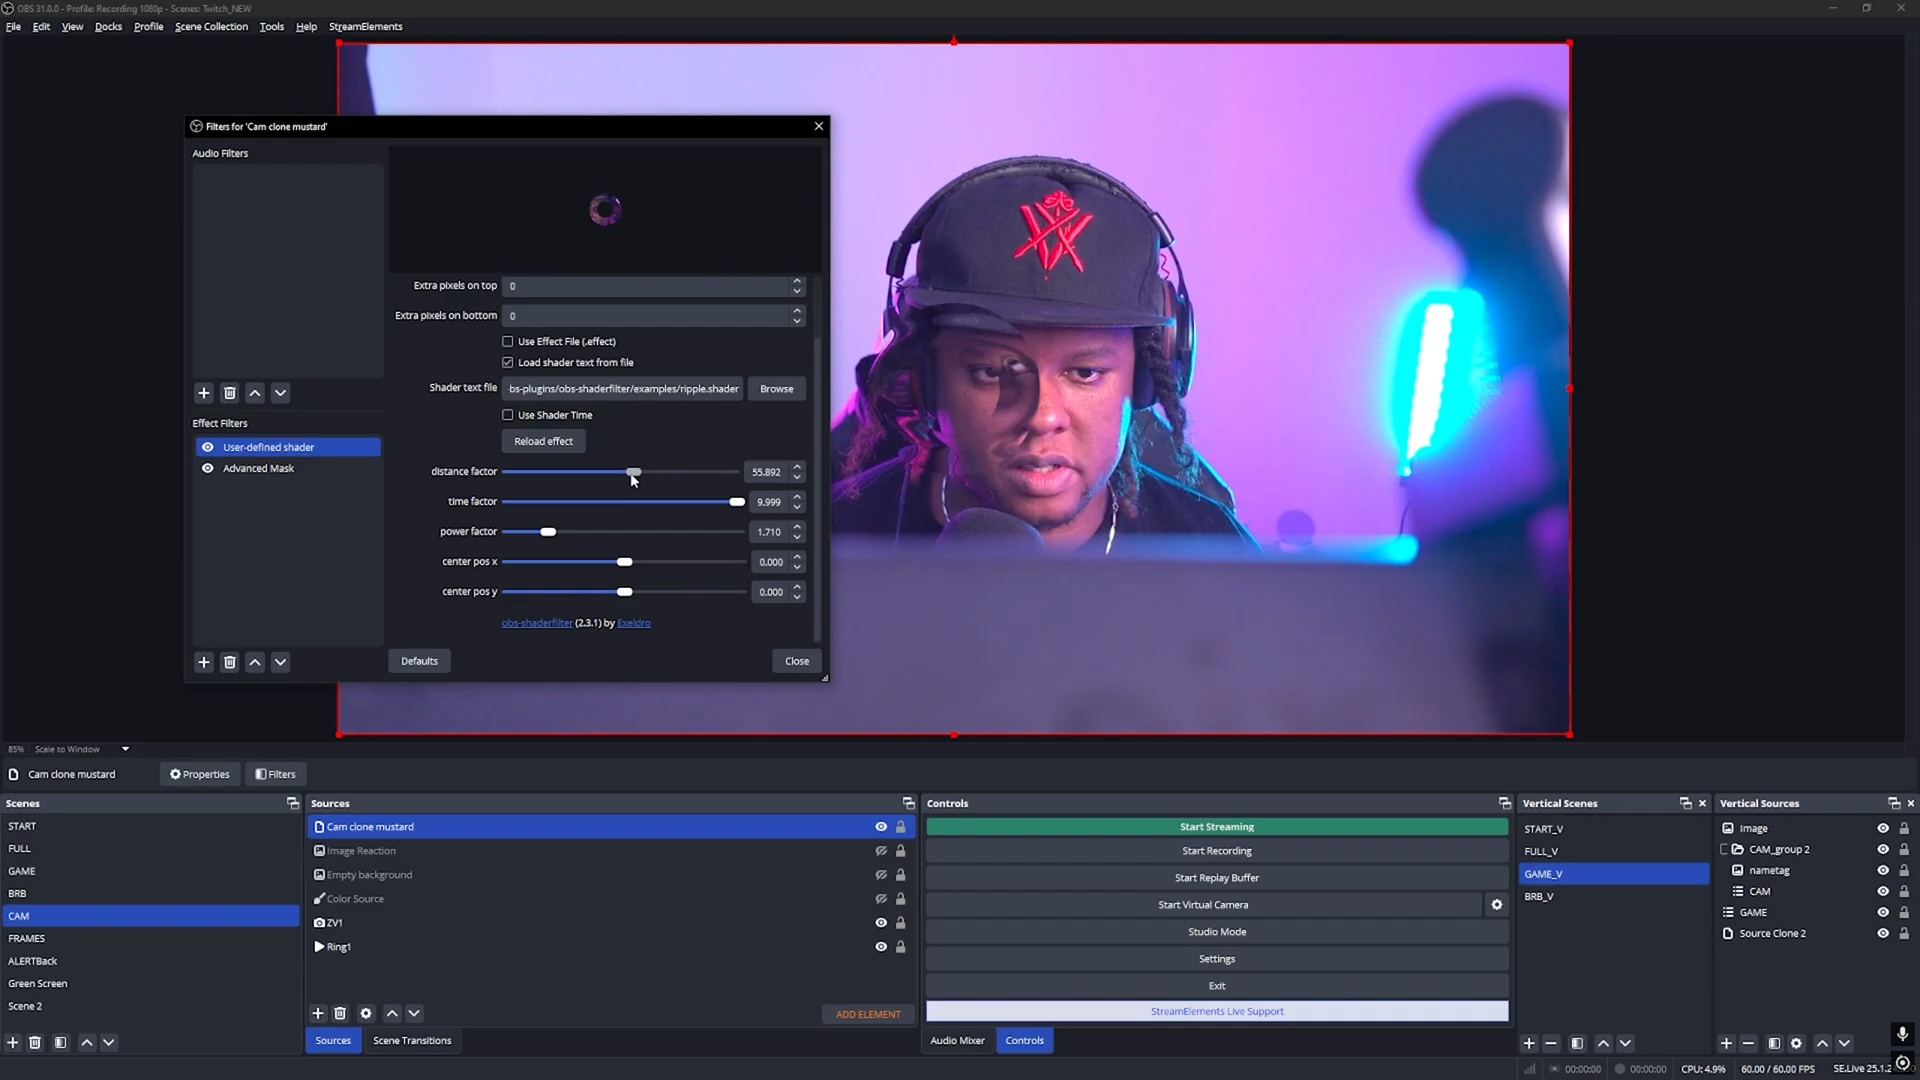 OBS 31.0.0 - Profile: Recording 1080p - Scenes: Twitch_NEW
File Edit View Docks Profile Scene Collection Tools Help StreamElements
Filters for 'Cam clone mustard'
Audio Filters
Extra pixels on top 0
Extra pixels on bottom 0
Use Effect File (.effect)
Load shader text from file
Shader text file bs-plugins/obs-shaderfilter/examples/ripple.shader Browse
Use Shader Time
Reload effect
Effect Filters
User-defined shader
Advanced Mask
distance factor 55.892
time factor 9.999
power factor 1.710
center pos x 0.000
center pos y 0.000
obs-shaderfilter (2.3.1) by Exeldro
Defaults Close
85% Scale to Window
Cam clone mustard Properties Filters
Scenes
START
FULL
GAME
BRB
CAM
FRAMES
ALERTBack
Green Screen
Scene 2
Sources
Cam clone mustard
Image Reaction
Empty background
Color Source
ZV1
Ring1
ADD ELEMENT
Sources Scene Transitions
Controls
Start Streaming
Start Recording
Start Replay Buffer
Start Virtual Camera
Studio Mode
Settings
Exit
StreamElements Live Support
Audio Mixer Controls
Vertical Scenes
START_V
FULL_V
GAME_V
BRB_V
Vertical Sources
Image
CAM_group 2
nametag
CAM
GAME
Source Clone 2
00:00:00 00:00:00 CPU: 4.9% 60.00 / 60.00 FPS SE.Live 25.1.2